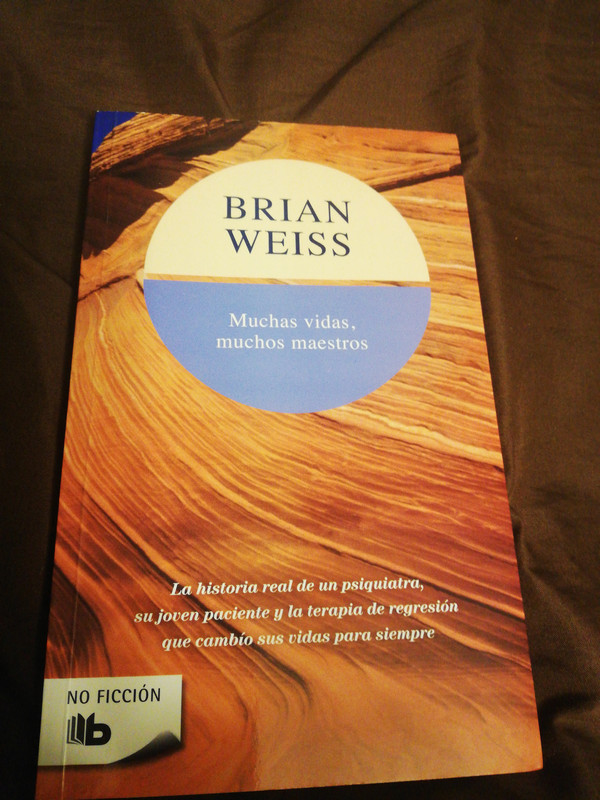 BRIAN
WEISS
Muchas vidas,
muchos maestros
La historia real de un psiquiatra,
su joven paciente y la terapia de regresión
que cambío sus vidas para siempre
NO FICCIÓN
b